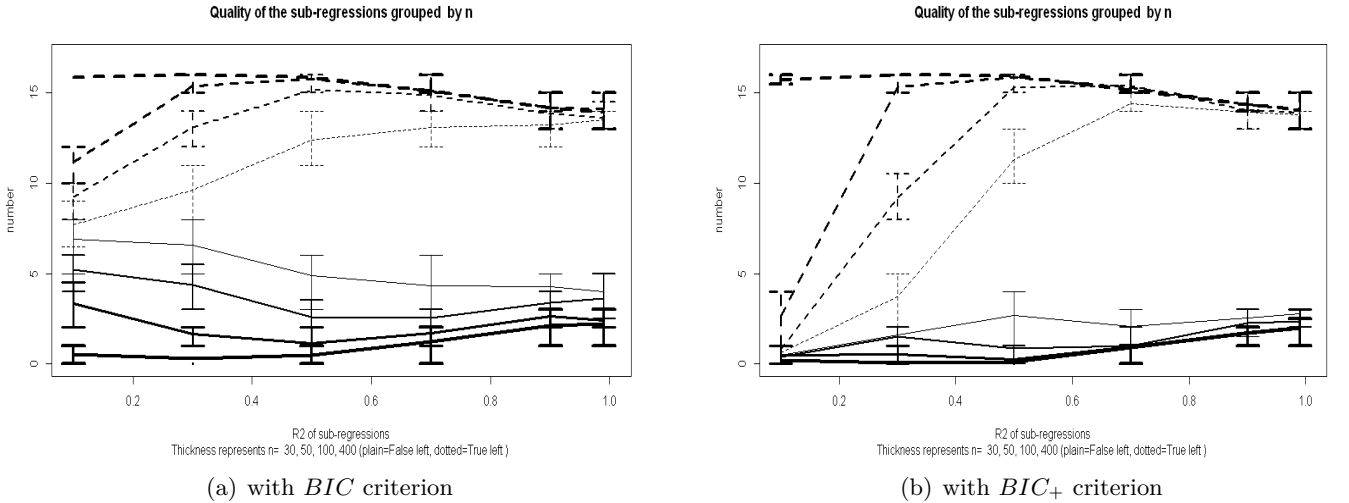 Quality of the sub-regressions grouped by n
15
10
5
0
number
0.2 0.4 0.6 0.8 1.0
R2 of sub-regressions
Thickness represents n= 30, 50, 100, 400 (plain=False left, dotted=True left )
(a) with BIC criterion
Quality of the sub-regressions grouped by n
15
10
5
0
number
0.2 0.4 0.6 0.8 1.0
R2 of sub-regressions
Thickness represents n= 30, 50, 100, 400 (plain=False left, dotted=True left )
(b) with BIC₊ criterion